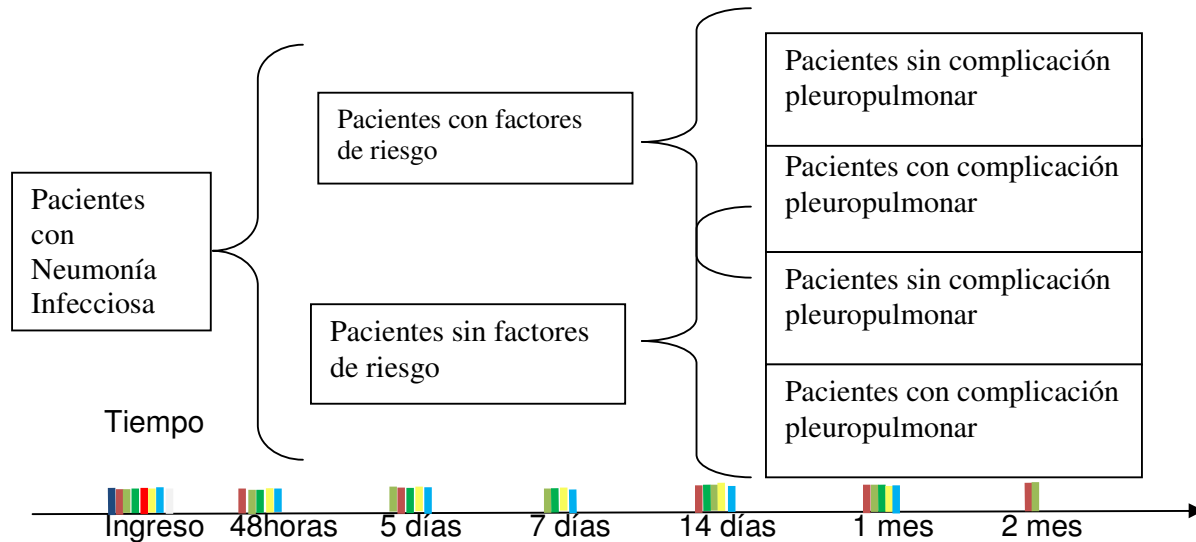 Pacientes
con
Neumonía
Infecciosa
Pacientes con factores
de riesgo
Pacientes sin factores
de riesgo
Pacientes sin complicación
pleuropulmonar
Pacientes con complicación
pleuropulmonar
Pacientes sin complicación
pleuropulmonar
Pacientes con complicación
pleuropulmonar
Tiempo
Ingreso 48horas 5 días 7 días 14 días 1 mes 2 mes